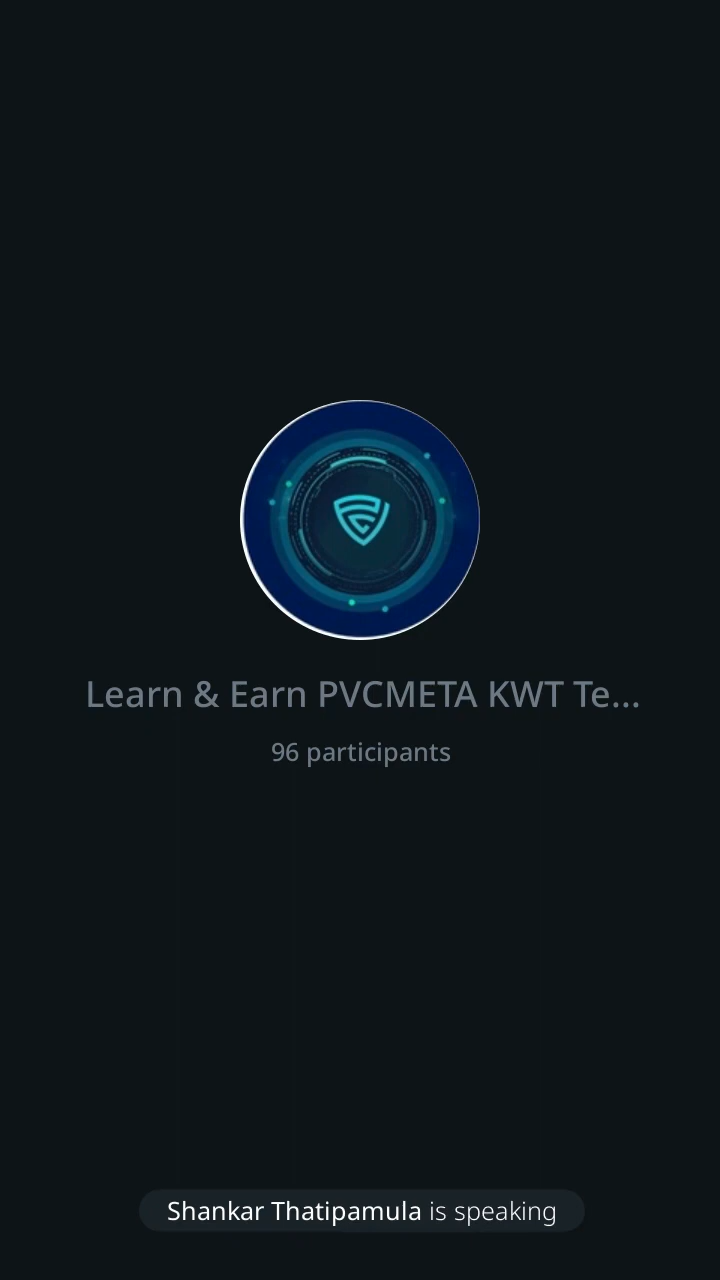 Learn & Earn PVCMETA KWT Te...
96 participants
Shankar Thatipamula is speaking